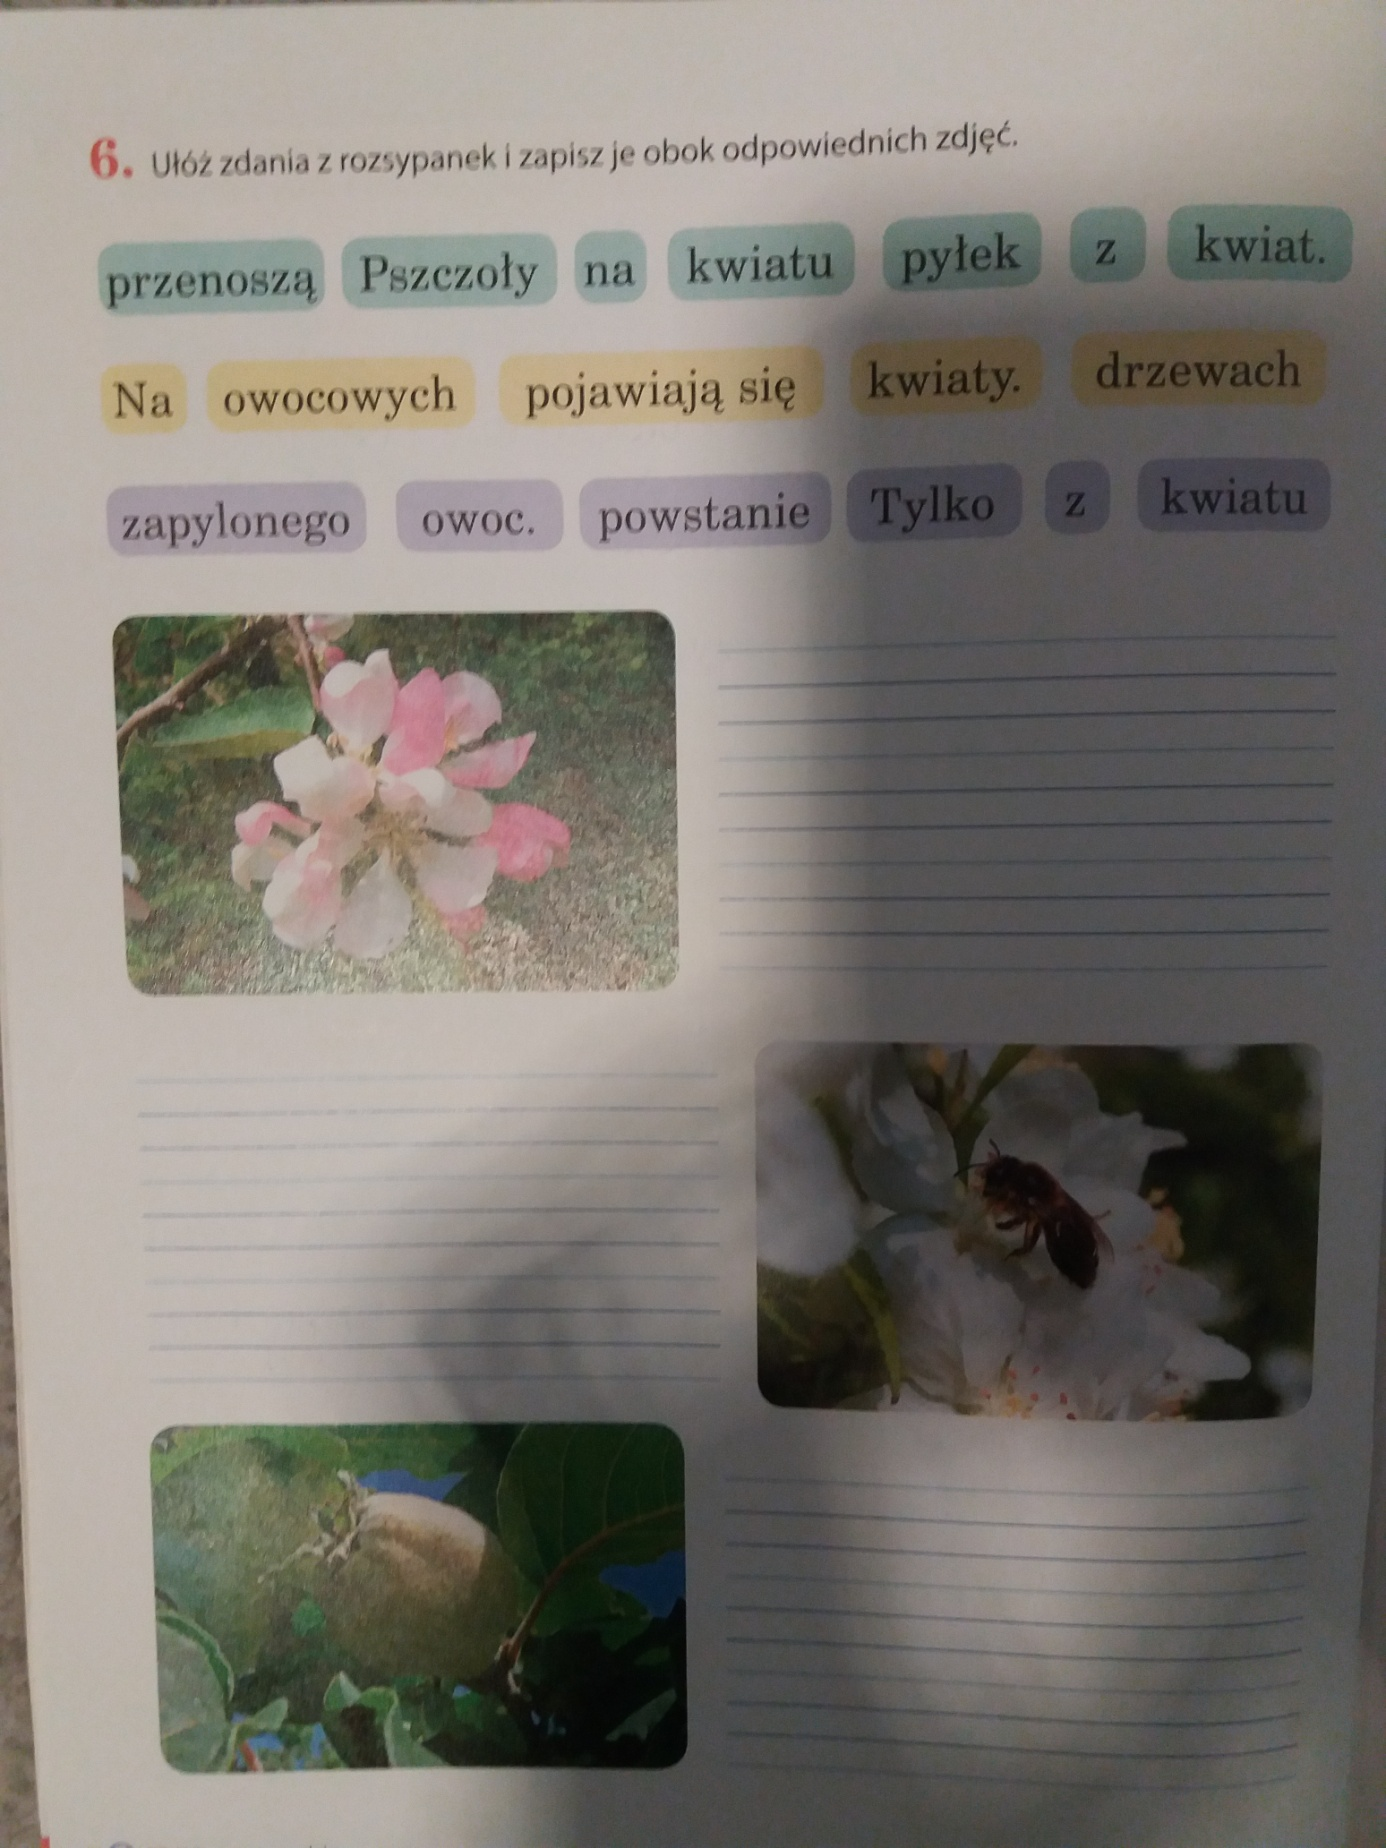 6. Ułóż zdania z rozsypanek i zapisz je obok odpowiednich zdjęć.
przenoszą Pszczoły na kwiatu pyłek z kwiat.
Na owocowych pojawiają się kwiaty. drzewach
zapylonego owoc. powstanie Tylko z kwiatu